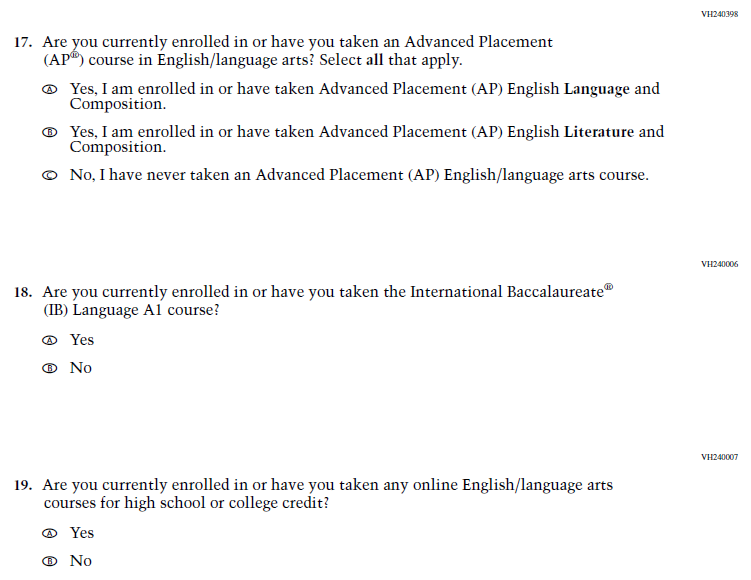 VH240398
17. Are you currently enrolled in or have you taken an Advanced Placement
(AP®) course in English/language arts? Select all that apply.
Ⓐ Yes, I am enrolled in or have taken Advanced Placement (AP) English Language and
Composition.
Ⓑ Yes, I am enrolled in or have taken Advanced Placement (AP) English Literature and
Composition.
Ⓒ No, I have never taken an Advanced Placement (AP) English/language arts course.
VH240006
18. Are you currently enrolled in or have you taken the International Baccalaureate®
(IB) Language A1 course?
Ⓐ Yes
Ⓑ No
VH240007
19. Are you currently enrolled in or have you taken any online English/language arts
courses for high school or college credit?
Ⓐ Yes
Ⓑ No